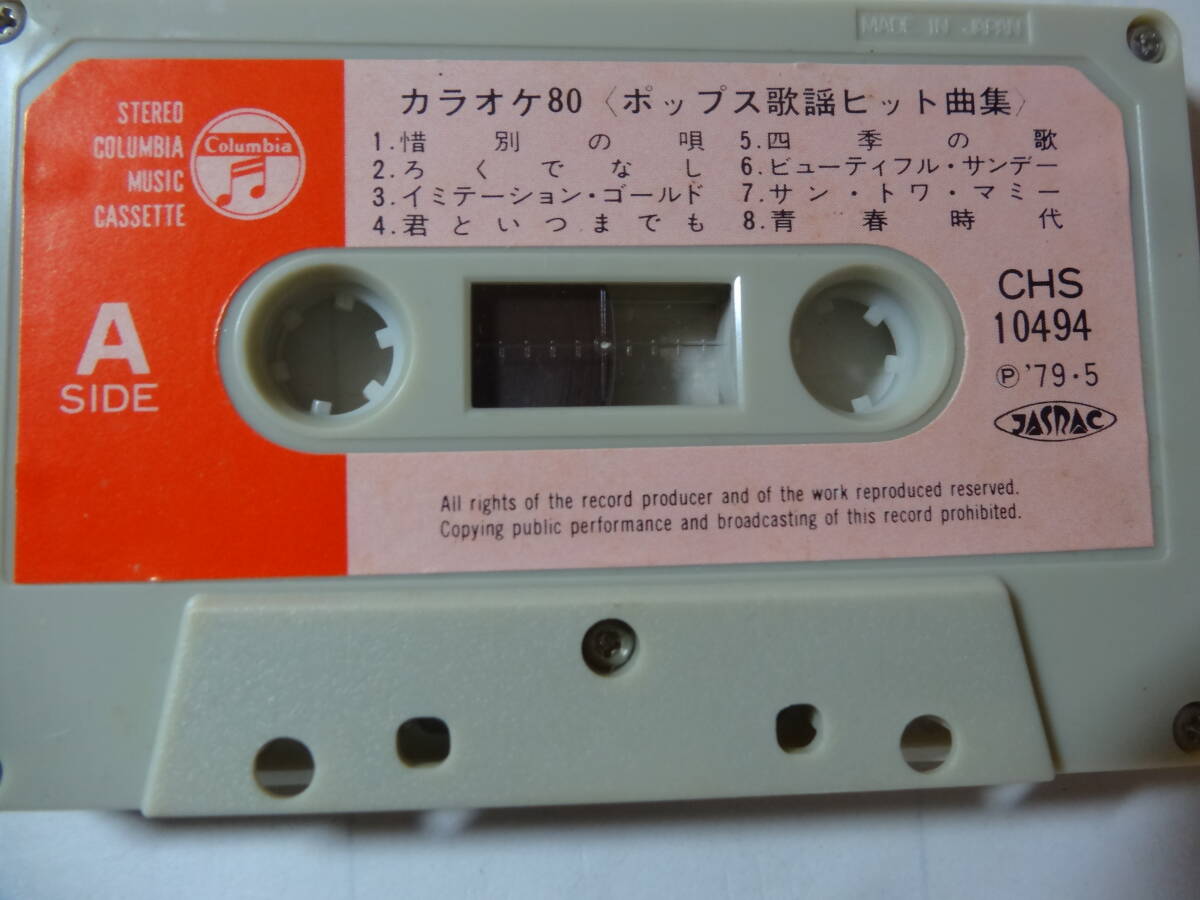 MADE IN JAPAN
STEREO
COLUMBIA
MUSIC
CASSETTE
Columbia
カラオケ80〈ポップス歌謡ヒット曲集〉
1.惜別の唄
2.ろくでなし
3.イミテーション・ゴールド
4.君といつまでも
5.四季の歌
6.ビューティフル・サンデー
7.サン・トワ・マミー
8.青春時代
A
SIDE
CHS
10494
Ⓟ'79・5
JASRAC
All rights of the record producer and of the work reproduced reserved.
Copying public performance and broadcasting of this record prohibited.